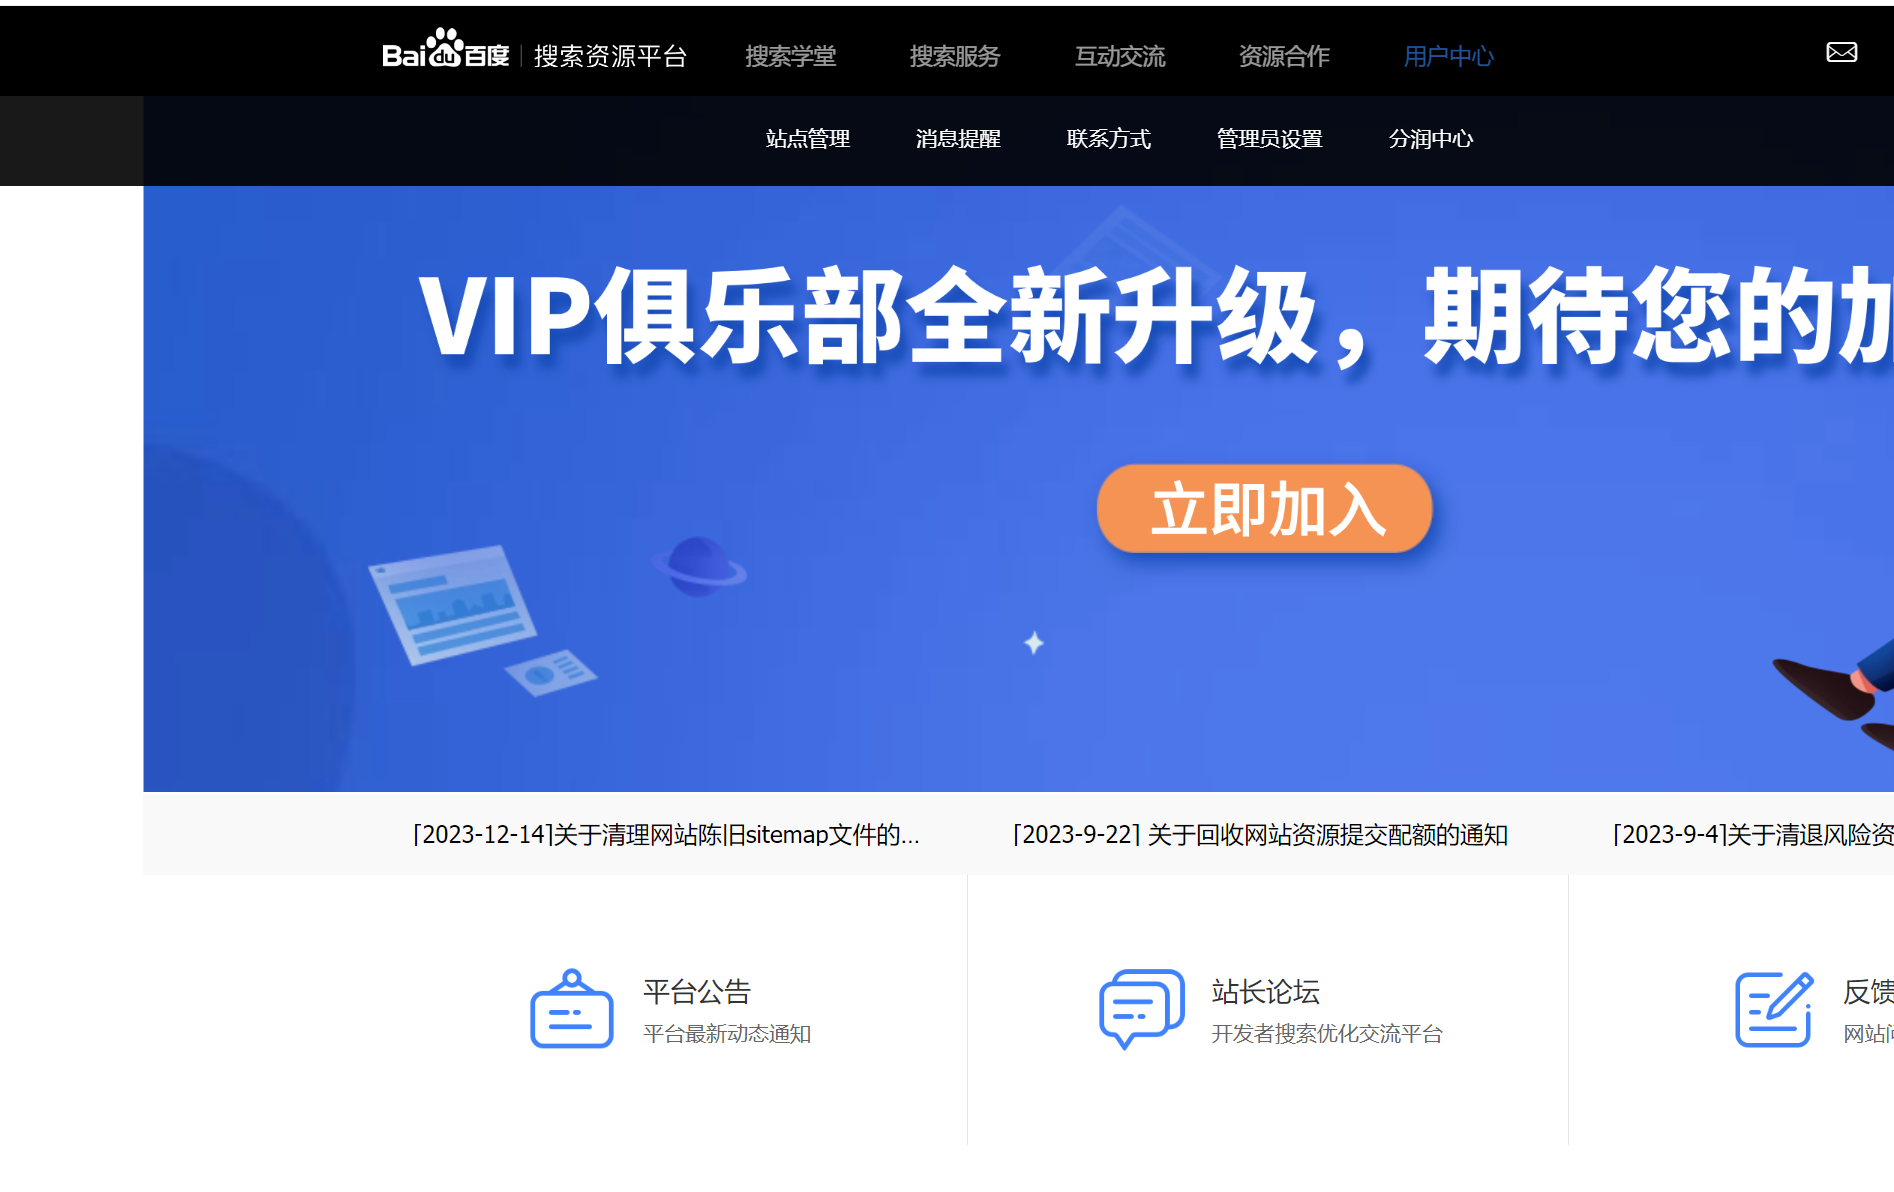 Baidu百度 搜索资源平台 搜索学堂 搜索服务 互动交流 资源合作 用户中心
站点管理 消息提醒 联系方式 管理员设置 分润中心
VIP俱乐部全新升级，期待您的加
立即加入
[2023-12-14]关于清理网站陈旧sitemap文件的... [2023-9-22] 关于回收网站资源提交配额的通知 [2023-9-4]关于清退风险资
平台公告 站长论坛 反馈
平台最新动态通知 开发者搜索优化交流平台 网站问